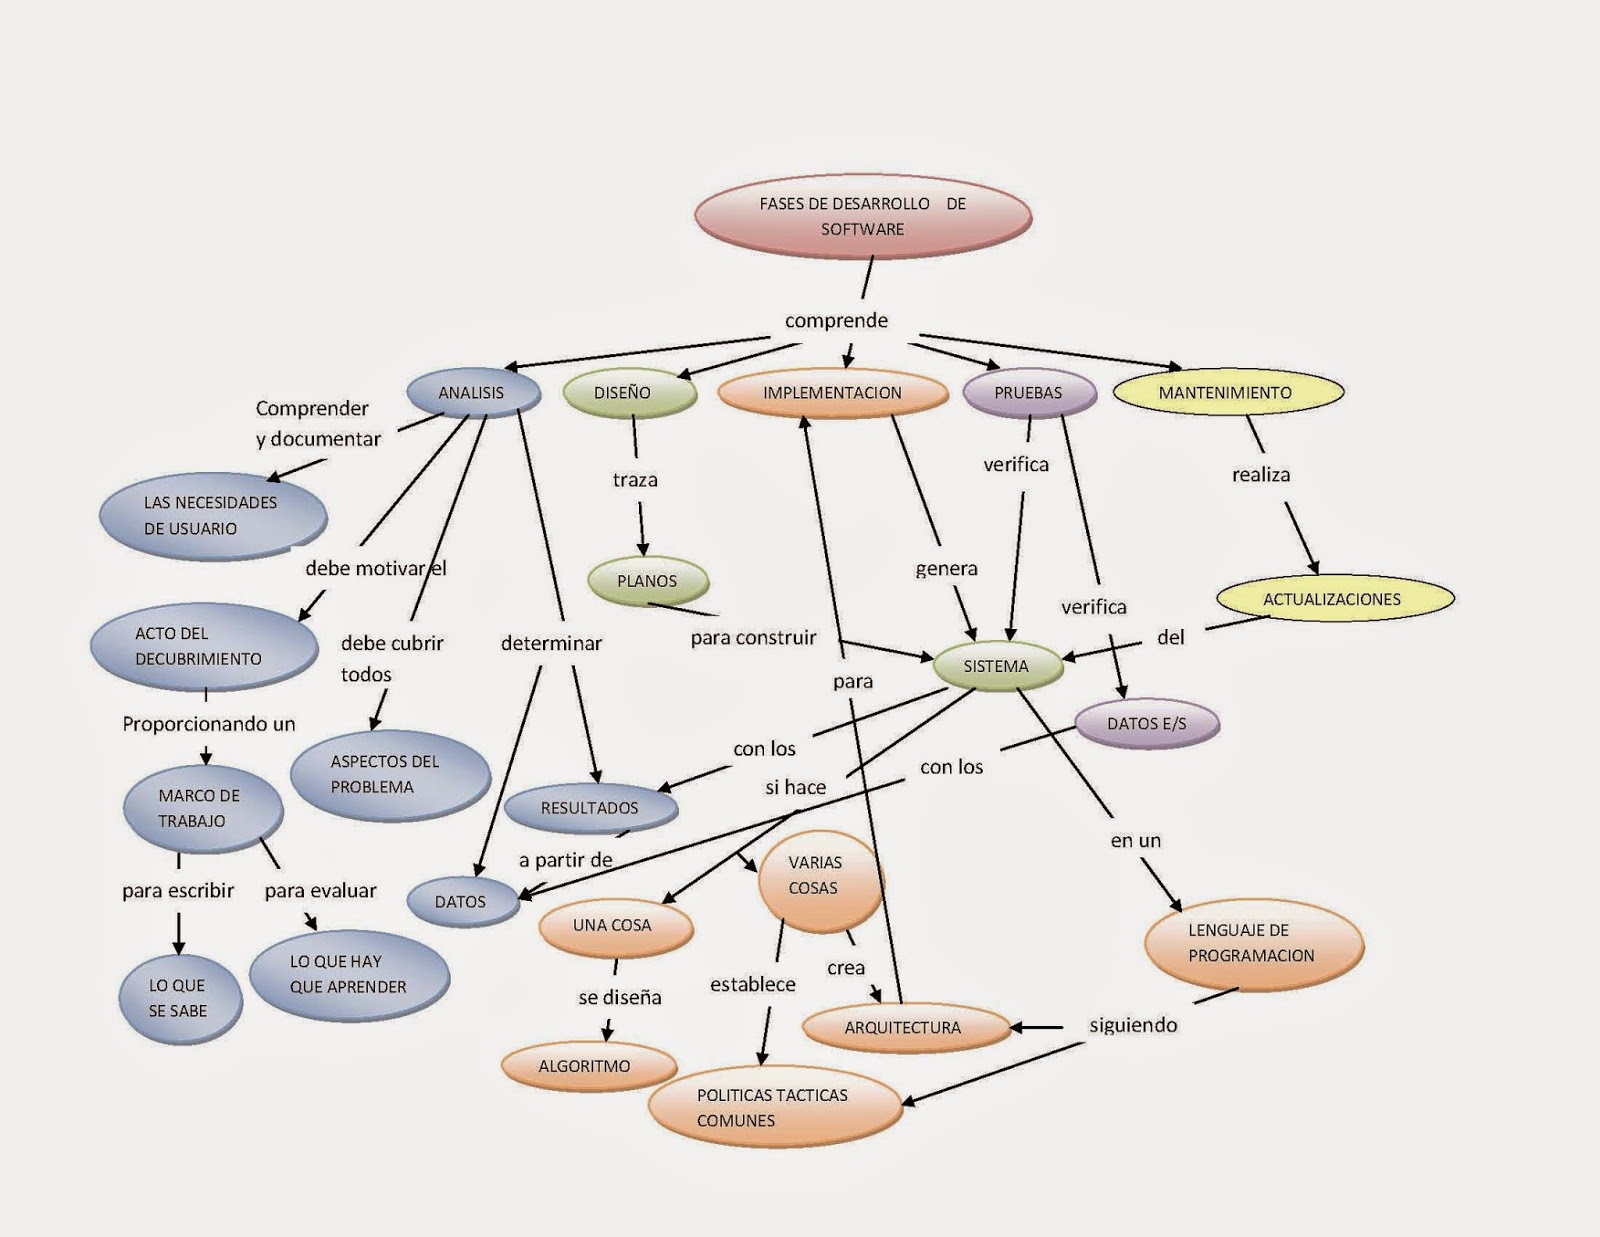 FASES DE DESARROLLO DE
SOFTWARE
comprende
ANALISIS
DISEÑO
IMPLEMENTACION
PRUEBAS
MANTENIMIENTO
Comprender
y documentar
traza
verifica
realiza
LAS NECESIDADES
DE USUARIO
debe motivar el
PLANOS
genera
verifica
ACTUALIZACIONES
ACTO DEL
DECUBRIMIENTO
debe cubrir
todos
determinar
para construir
para
SISTEMA
del
Proporcionando un
DATOS E/S
con los
con los
si hace
MARCO DE
TRABAJO
ASPECTOS DEL
PROBLEMA
RESULTADOS
en un
para escribir
para evaluar
a partir de
VARIAS
COSAS
DATOS
UNA COSA
LENGUAJE DE
PROGRAMACION
LO QUE
SE SABE
LO QUE HAY
QUE APRENDER
se diseña
establece
crea
ARQUITECTURA
siguiendo
ALGORITMO
POLITICAS TACTICAS
COMUNES